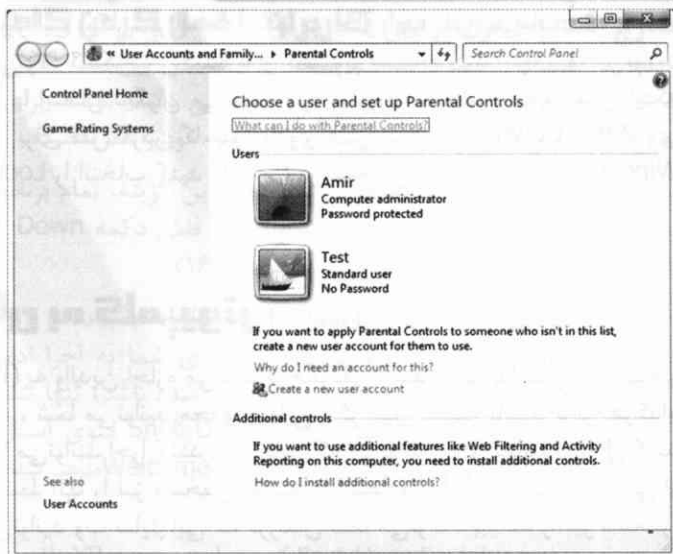 « User Accounts and Family... ▸ Parental Controls
Search Control Panel
Control Panel Home
Game Rating Systems
Choose a user and set up Parental Controls
What can I do with Parental Controls?
Users
Amir
Computer administrator
Password protected
Test
Standard user
No Password
If you want to apply Parental Controls to someone who isn't in this list,
create a new user account for them to use.
Why do I need an account for this?
Create a new user account
Additional controls
If you want to use additional features like Web Filtering and Activity
Reporting on this computer, you need to install additional controls.
How do I install additional controls?
See also
User Accounts